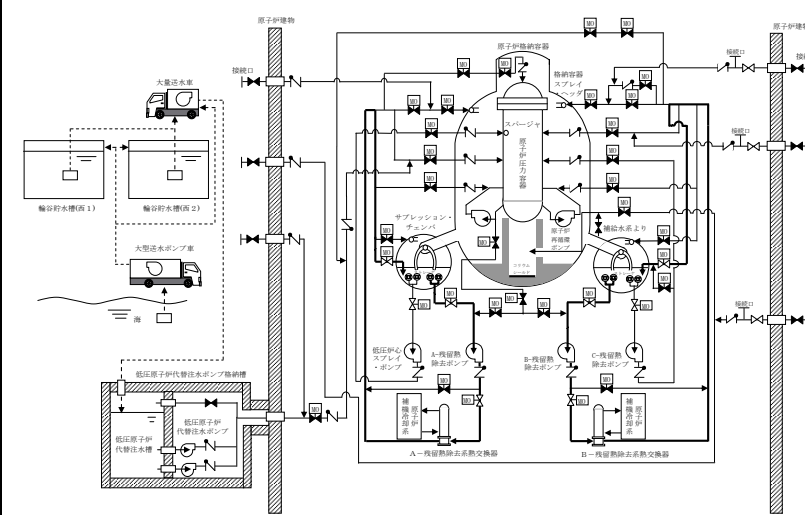 原子炉建物
原子炉建物
原子炉格納容器
接続口
接続口
格納容器
スプレイ
ヘッダ
大量送水車
スパージャ
原子炉圧力容器
接続口
輪谷貯水槽(西1)
輪谷貯水槽(西2)
サプレッション・
チェンバ
原子炉
再循環
ポンプ
補給水系より
大型送水ポンプ車
海
接続口
低圧炉心
スプレイ
・ポンプ
A-残留熱
除去ポンプ
B-残留熱
除去ポンプ
C-残留熱
除去ポンプ
低圧原子炉代替注水ポンプ格納槽
低圧原子炉
代替注水槽
低圧原子炉
代替注水ポンプ
原子炉
補機冷却系
原子炉
補機冷却系
A-残留熱除去系熱交換器
B-残留熱除去系熱交換器
MO